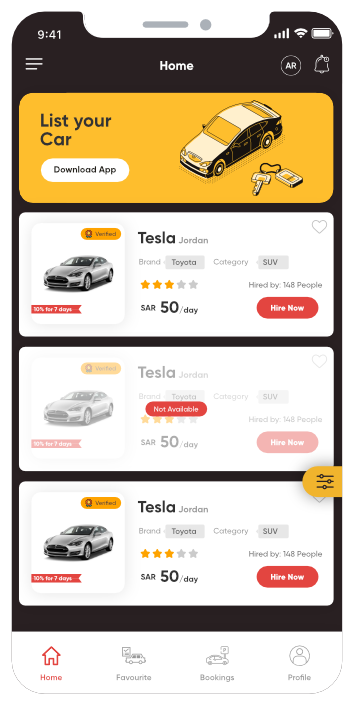 9:41
Home
AR
List your
Car
Download App
Verified
Tesla Jordan
Brand Toyota Category SUV
Hired by: 148 People
10% for 7 days
SAR 50/day
Hire Now
Verified
Tesla Jordan
Brand Toyota Category SUV
Not Available
Hired by: 148 People
10% for 7 days
SAR 50/day
Hire Now
Verified
Tesla Jordan
Brand Toyota Category SUV
Hired by: 148 People
10% for 7 days
SAR 50/day
Hire Now
Home Favourite Bookings Profile